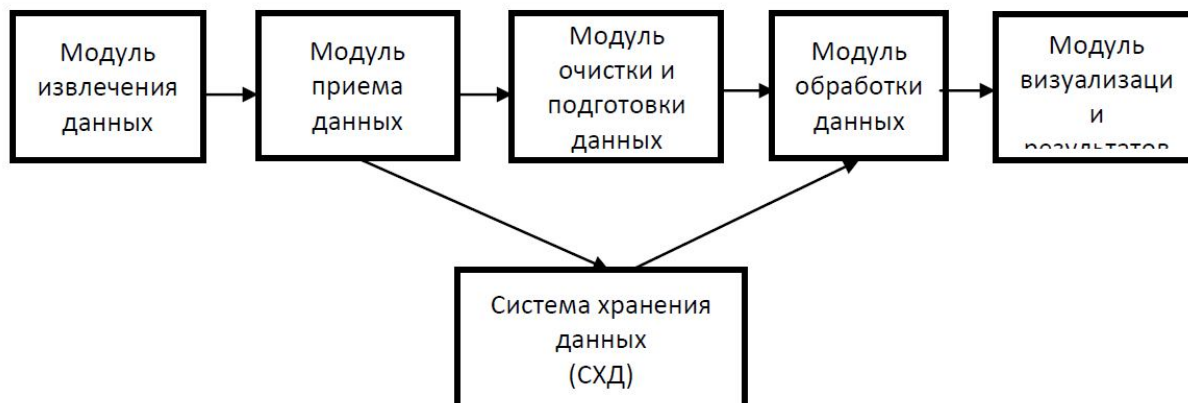 Модуль
извлечения
данных
Модуль
приема
данных
Модуль
очистки и
подготовки
данных
Модуль
обработки
данных
Модуль
визуализаци
и
результатов
Система хранения
данных
(СХД)